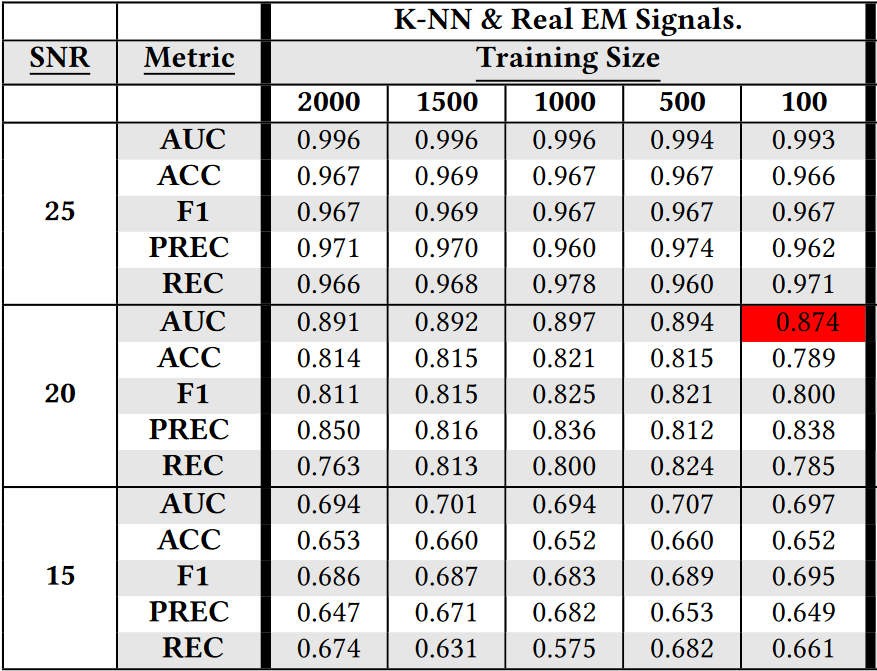 K-NN & Real EM Signals.
SNR Metric Training Size
2000 1500 1000 500 100
AUC 0.996 0.996 0.996 0.994 0.993
ACC 0.967 0.969 0.967 0.967 0.966
25 F1 0.967 0.969 0.967 0.967 0.967
PREC 0.971 0.970 0.960 0.974 0.962
REC 0.966 0.968 0.978 0.960 0.971
AUC 0.891 0.892 0.897 0.894 0.874
ACC 0.814 0.815 0.821 0.815 0.789
20 F1 0.811 0.815 0.825 0.821 0.800
PREC 0.850 0.816 0.836 0.812 0.838
REC 0.763 0.813 0.800 0.824 0.785
AUC 0.694 0.701 0.694 0.707 0.697
ACC 0.653 0.660 0.652 0.660 0.652
15 F1 0.686 0.687 0.683 0.689 0.695
PREC 0.647 0.671 0.682 0.653 0.649
REC 0.674 0.631 0.575 0.682 0.661